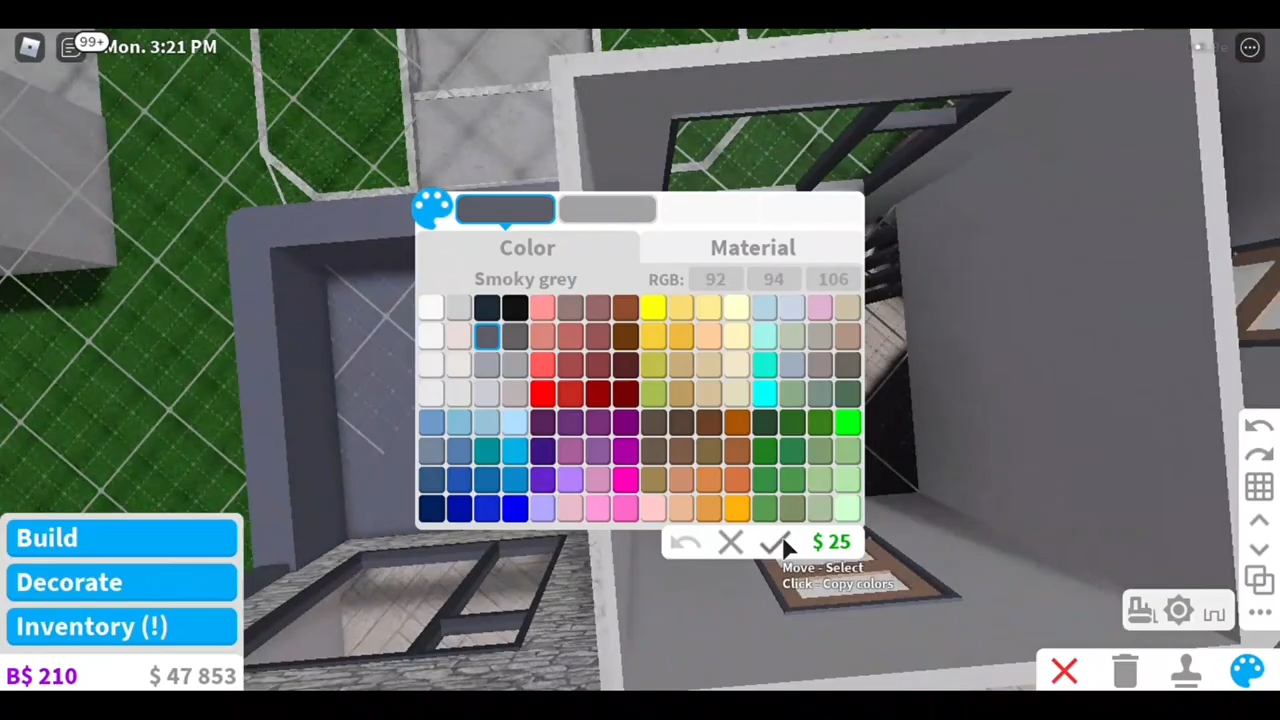 99+
Mon. 3:21 PM
Color
Material
Smoky grey
RGB: 92 94 106
$ 25
Move - Select
Click - Copy colors
Build
Decorate
Inventory (!)
B$ 210
$ 47 853